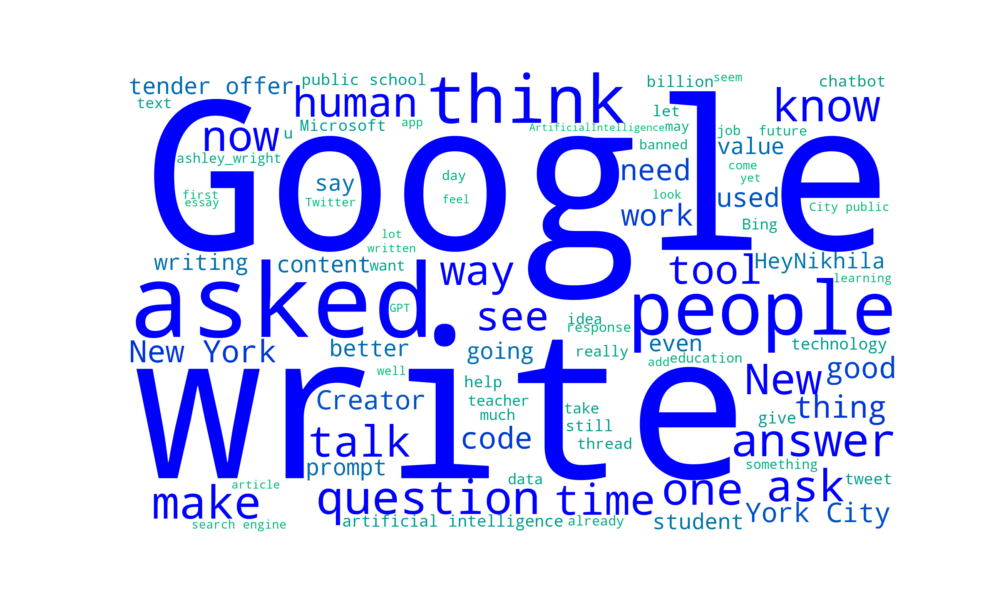 tender offer public school billion seem chatbot
text human think let know
now u Microsoft app ArtificialIntelligence may job future
Google
ashley_wright banned value
say day need come yet
first essay Twitter feel look used City public
work Bing
lot written
writing content want way tool HeyNikhila
asked GPT see idea response people learning
New York better going really even technology
write
well add education good
help New
Creator teacher much take give thing
talk code still thread answer
prompt something
make article question data time one ask tweet
search engine artificial intelligence already student York City